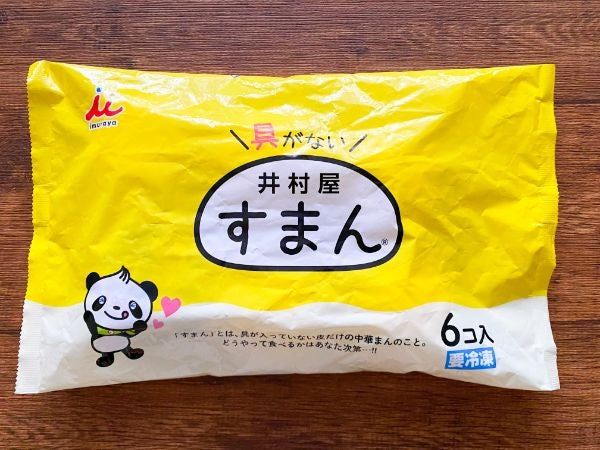 imuraya
具がない
井村屋
すまん®
「すまん」とは、具が入っていない皮だけの中華まんのこと。
どうやって食べるかはあなた次第…!!
6コ入
要冷凍